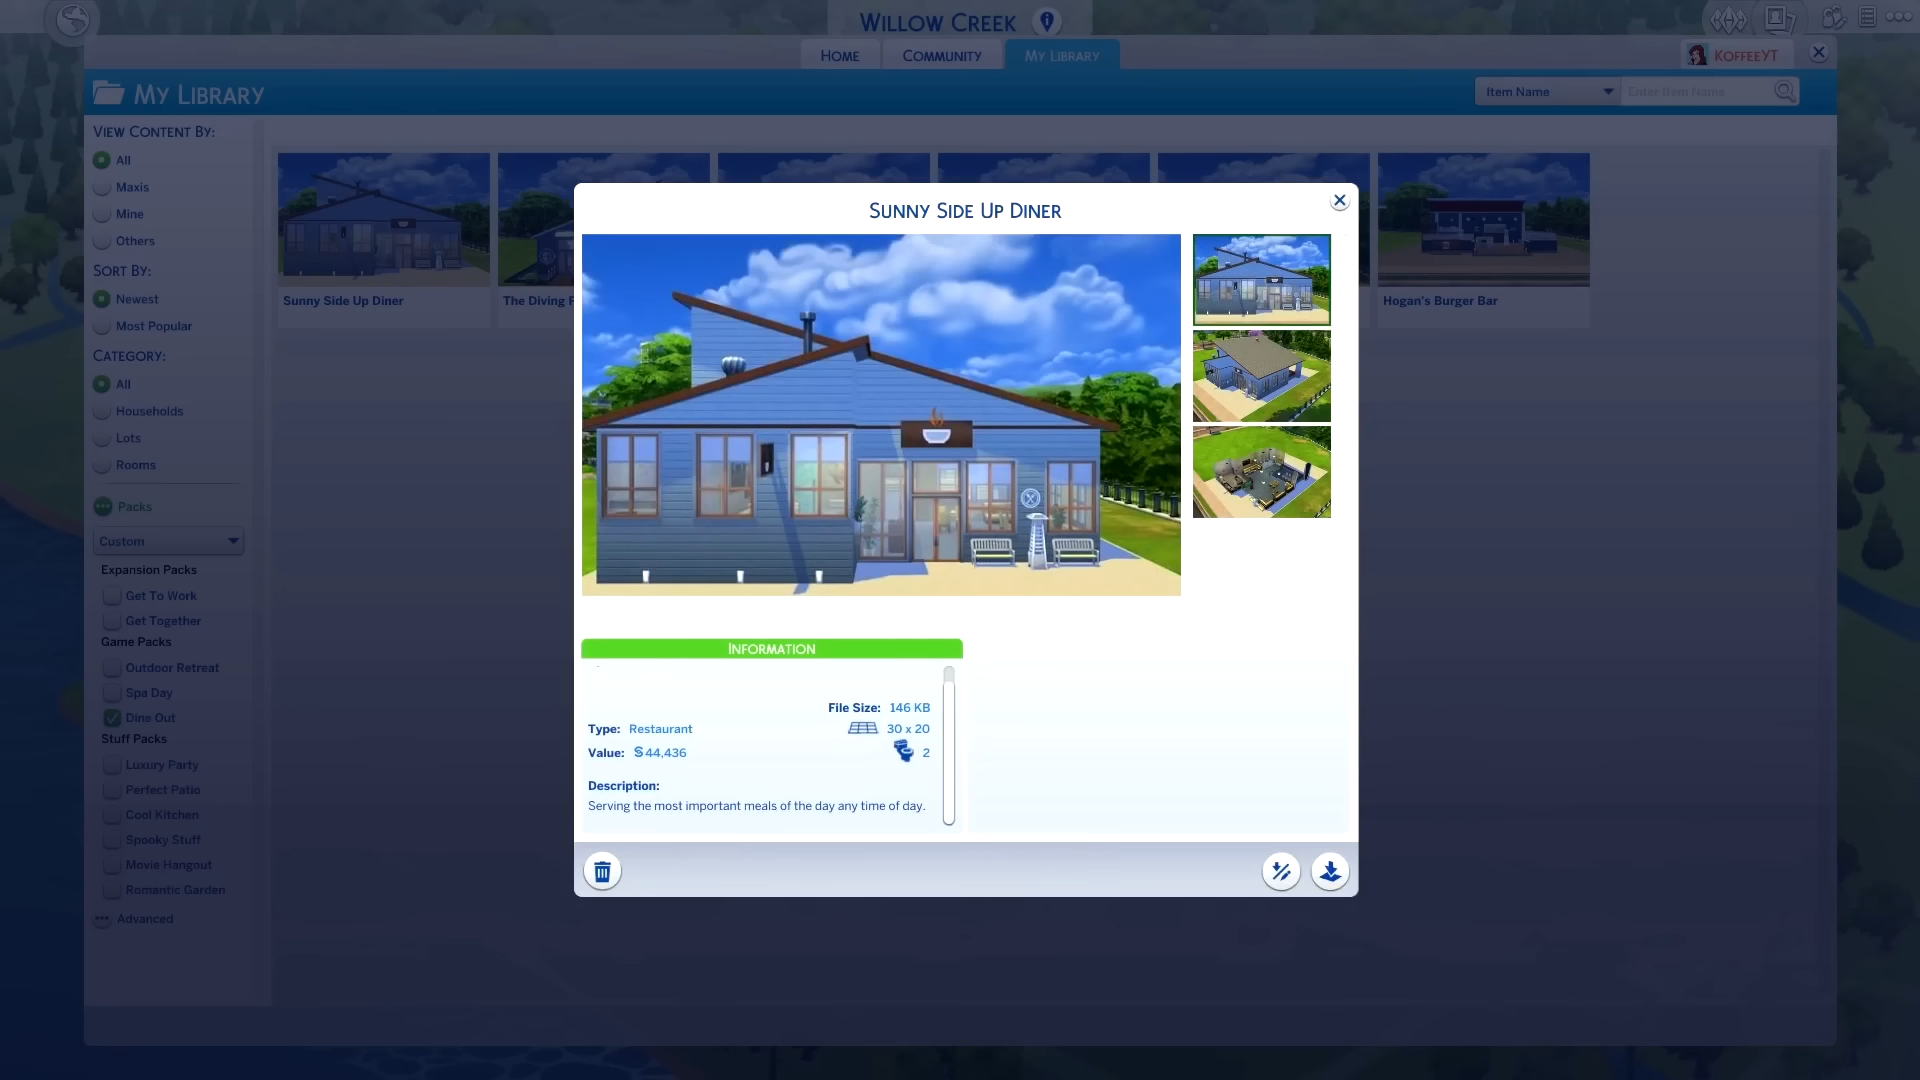 Willow Creek
Home
Community
My Library
KoffeeYT
My Library
Item Name
Enter Item Name
View Content By:
All
Maxis
Mine
Others
Sort By:
Newest
Most Popular
Category:
All
Households
Lots
Rooms
Packs
Custom
Expansion Packs
Get To Work
Get Together
Game Packs
Outdoor Retreat
Spa Day
Dine Out
Stuff Packs
Luxury Party
Perfect Patio
Cool Kitchen
Spooky Stuff
Movie Hangout
Romantic Garden
Advanced
Sunny Side Up Diner
The Diving
Hogan's Burger Bar
Sunny Side Up Diner
Information
File Size: 146 KB
Type: Restaurant
30 x 20
Value: §44,436
2
Description:
Serving the most important meals of the day any time of day.